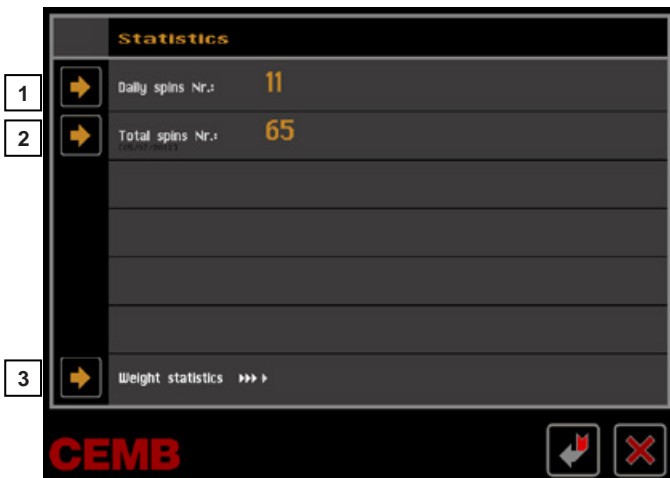 Statistics
1 Daily spins Nr.: 11
2 Total spins Nr.: 65
3 Weight statistics
CEMB